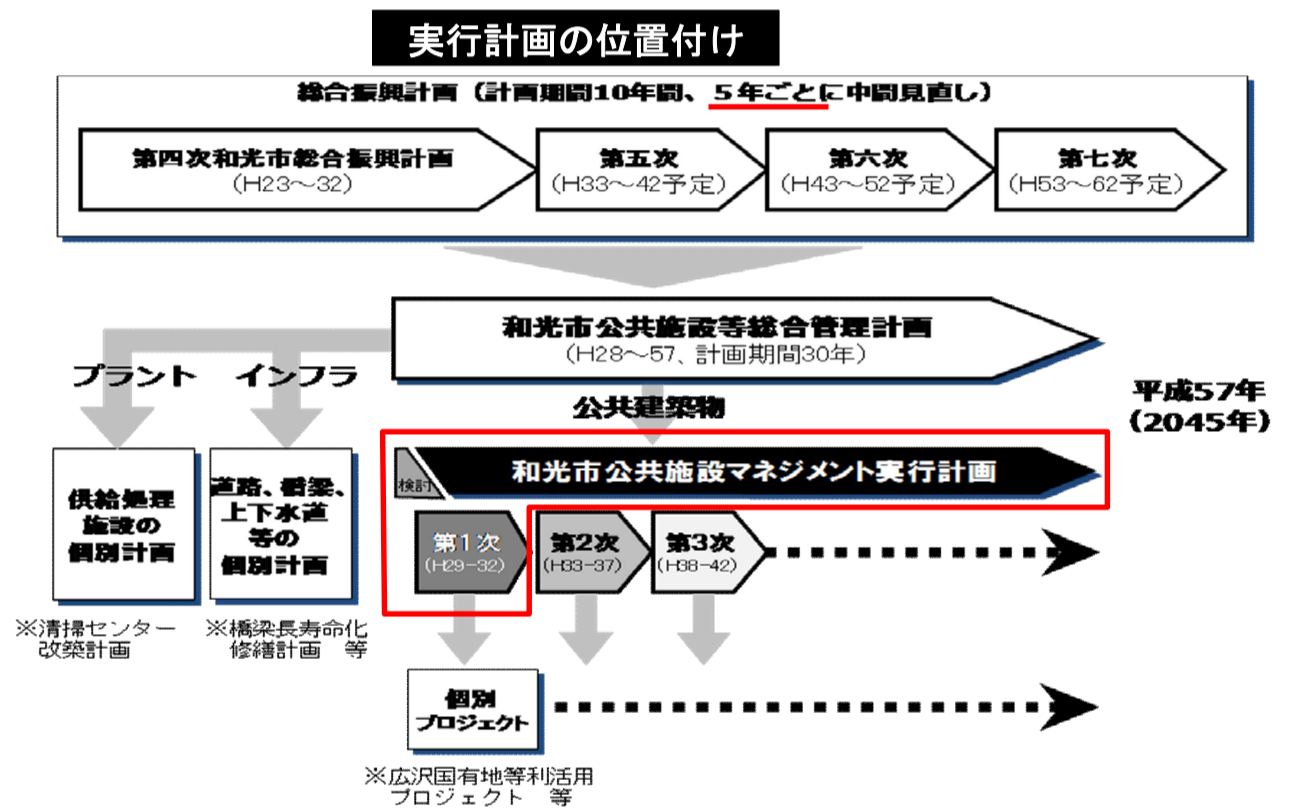 実行計画の位置付け
総合振興計画（計画期間10年間、５年ごとに中間見直し）
第四次和光市総合振興計画
（H23～32）
第五次
（H33～42予定）
第六次
（H43～52予定）
第七次
（H53～62予定）
和光市公共施設等総合管理計画
（H28～57、計画期間30年）
プラント
インフラ
公共建築物
平成57年
（2045年）
検討
和光市公共施設マネジメント実行計画
供給処理
施設の
個別計画
道路、橋梁、
上下水道
等の
個別計画
第１次
（H29－32）
第２次
（H33－37）
第３次
（H38－42）
※清掃センター
改築計画
※橋梁長寿命化
修繕計画　等
個別
プロジェクト
※広沢国有地等利活用
プロジェクト　等